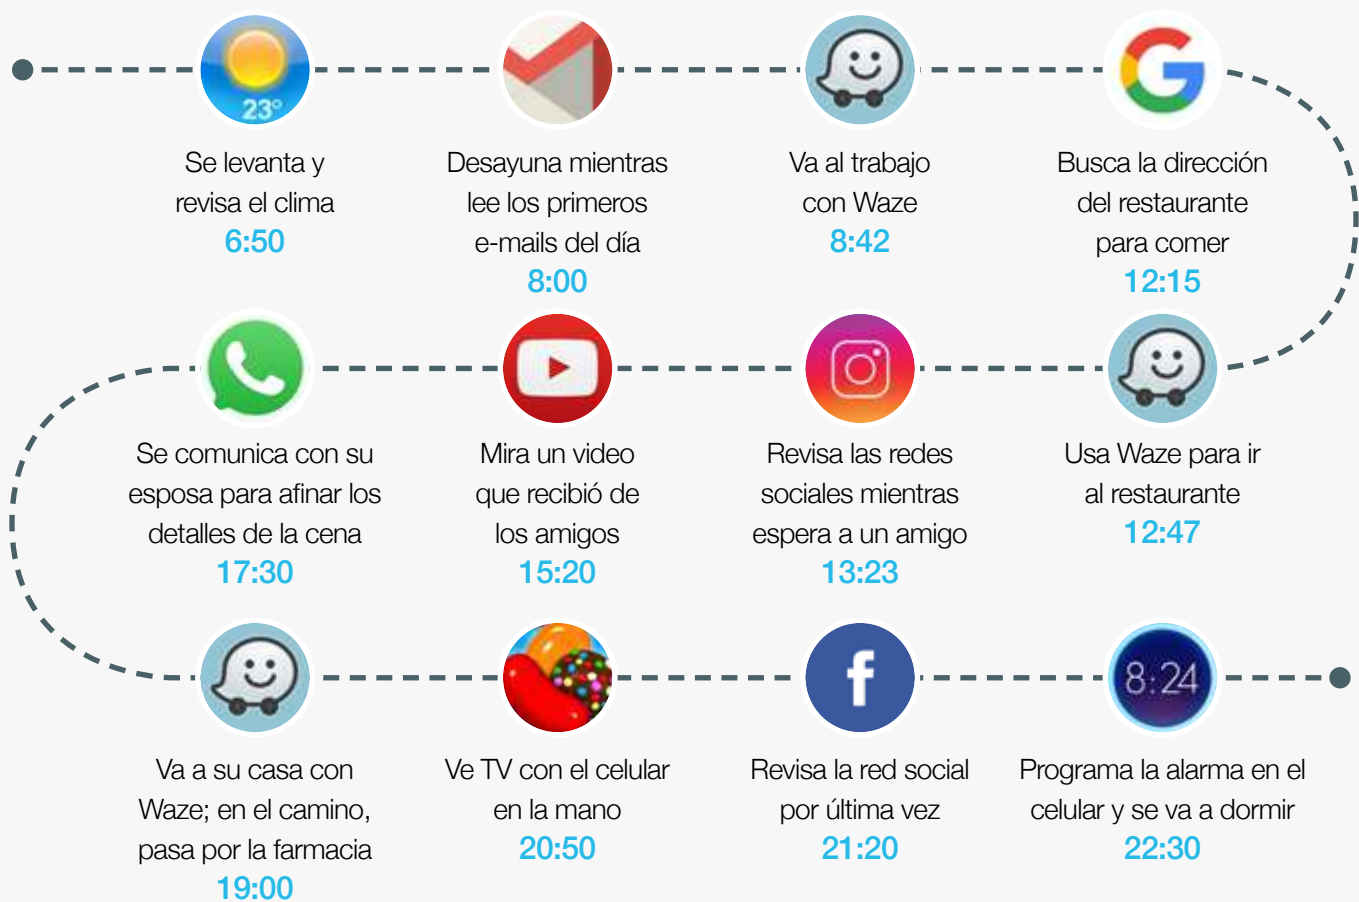 23°
Se levanta y
revisa el clima
6:50
Desayuna mientras
lee los primeros
e-mails del día
8:00
Va al trabajo
con Waze
8:42
G
Busca la dirección
del restaurante
para comer
12:15
Usa Waze para ir
al restaurante
12:47
Revisa las redes
sociales mientras
espera a un amigo
13:23
Mira un video
que recibió de
los amigos
15:20
Se comunica con su
esposa para afinar los
detalles de la cena
17:30
Va a su casa con
Waze; en el camino,
pasa por la farmacia
19:00
Ve TV con el celular
en la mano
20:50
f
Revisa la red social
por última vez
21:20
8:24
Programa la alarma en el
celular y se va a dormir
22:30